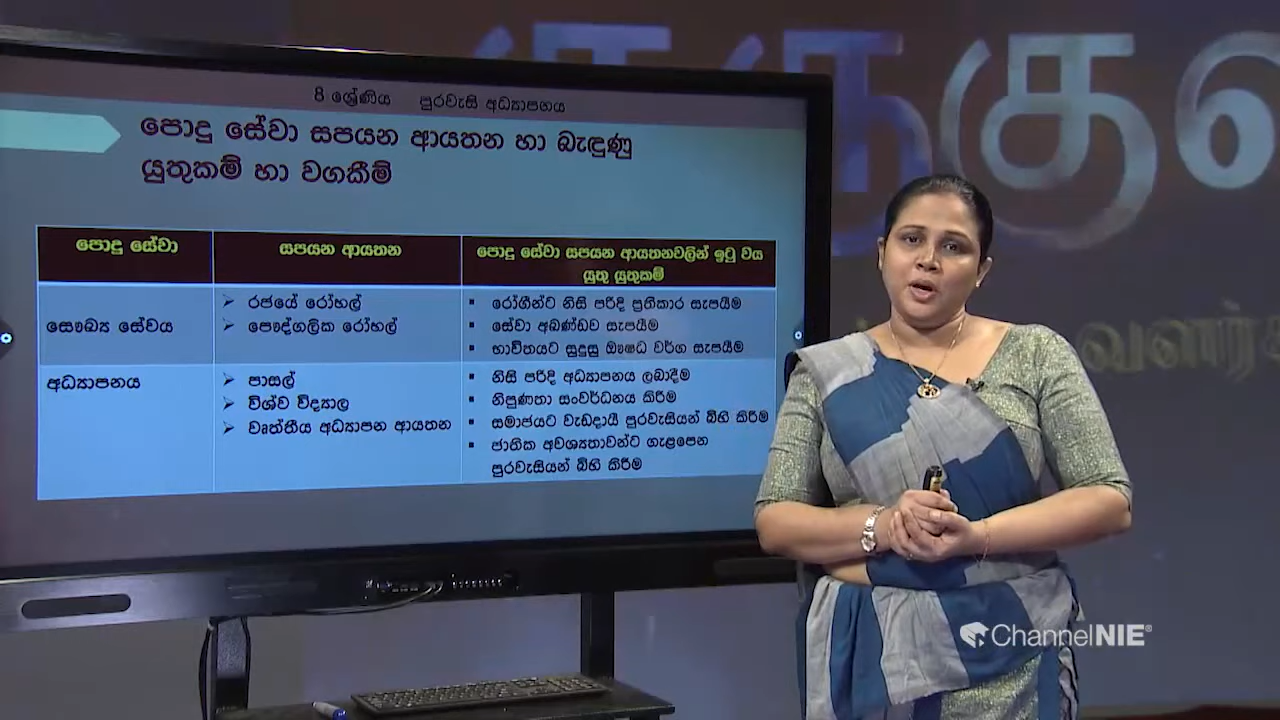 8 ශ්‍රේණිය පුරවැසි අධ්‍යාපනය
පොදු සේවා සපයන ආයතන හා බැඳුණු
යුතුකම් හා වගකීම්
පොදු සේවා
සපයන ආයතන
පොදු සේවා සපයන ආයතනවලින් ඉටු විය
යුතු යුතුකම්
සෞඛ්‍ය සේවය
➢ රජයේ රෝහල්
➢ පෞද්ගලික රෝහල්
▪ රෝගීන්ට නිසි පරිදි ප්‍රතිකාර සැපයීම
▪ සේවා අඛණ්ඩව සැපයීම
▪ භාවිතයට සුදුසු ඖෂධ වර්ග සැපයීම
අධ්‍යාපනය
➢ පාසල්
➢ විශ්ව විද්‍යාල
➢ වෘත්තීය අධ්‍යාපන ආයතන
▪ නිසි පරිදි අධ්‍යාපනය ලබාදීම
▪ නිපුණතා සංවර්ධනය කිරීම
▪ සමාජයට වැඩදායී පුරවැසියන් බිහි කිරීම
▪ ජාතික අවශ්‍යතාවන්ට ගැළපෙන
පුරවැසියන් බිහි කිරීම
ChannelNIE®